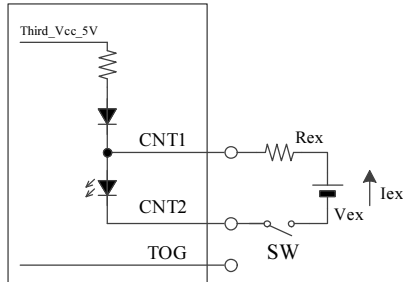 Third_Vcc_5V
CNT1
Rex
CNT2
Vex
Iex
TOG
SW